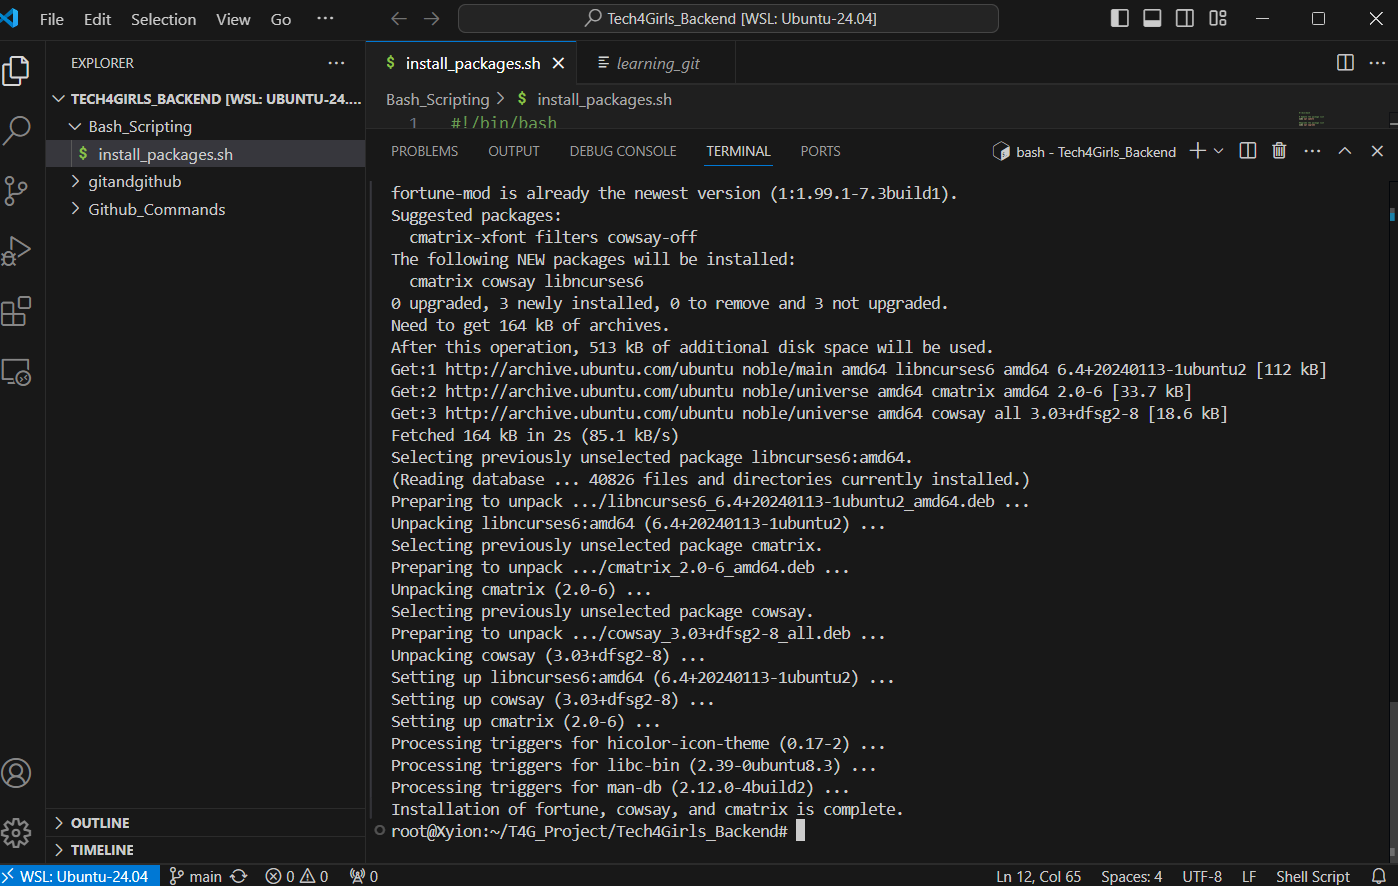 File Edit Selection View Go ...
Tech4Girls_Backend [WSL: Ubuntu-24.04]
EXPLORER
TECH4GIRLS_BACKEND [WSL: UBUNTU-24....
Bash_Scripting
$ install_packages.sh
gitandgithub
Github_Commands
OUTLINE
TIMELINE
$ install_packages.sh
learning_git
Bash_Scripting > $ install_packages.sh
1 #!/bin/bash
PROBLEMS OUTPUT DEBUG CONSOLE TERMINAL PORTS
bash - Tech4Girls_Backend
fortune-mod is already the newest version (1:1.99.1-7.3build1).
Suggested packages:
cmatrix-xfont filters cowsay-off
The following NEW packages will be installed:
cmatrix cowsay libncurses6
0 upgraded, 3 newly installed, 0 to remove and 3 not upgraded.
Need to get 164 kB of archives.
After this operation, 513 kB of additional disk space will be used.
Get:1 http://archive.ubuntu.com/ubuntu noble/main amd64 libncurses6 amd64 6.4+20240113-1ubuntu2 [112 kB]
Get:2 http://archive.ubuntu.com/ubuntu noble/universe amd64 cmatrix amd64 2.0-6 [33.7 kB]
Get:3 http://archive.ubuntu.com/ubuntu noble/universe amd64 cowsay all 3.03+dfsg2-8 [18.6 kB]
Fetched 164 kB in 2s (85.1 kB/s)
Selecting previously unselected package libncurses6:amd64.
(Reading database ... 40826 files and directories currently installed.)
Preparing to unpack .../libncurses6_6.4+20240113-1ubuntu2_amd64.deb ...
Unpacking libncurses6:amd64 (6.4+20240113-1ubuntu2) ...
Selecting previously unselected package cmatrix.
Preparing to unpack .../cmatrix_2.0-6_amd64.deb ...
Unpacking cmatrix (2.0-6) ...
Selecting previously unselected package cowsay.
Preparing to unpack .../cowsay_3.03+dfsg2-8_all.deb ...
Unpacking cowsay (3.03+dfsg2-8) ...
Setting up libncurses6:amd64 (6.4+20240113-1ubuntu2) ...
Setting up cowsay (3.03+dfsg2-8) ...
Setting up cmatrix (2.0-6) ...
Processing triggers for hicolor-icon-theme (0.17-2) ...
Processing triggers for libc-bin (2.39-0ubuntu8.3) ...
Processing triggers for man-db (2.12.0-4build2) ...
Installation of fortune, cowsay, and cmatrix is complete.
root@Xyion:~/T4G_Project/Tech4Girls_Backend#
WSL: Ubuntu-24.04 main 0 0 0 Ln 12, Col 65 Spaces: 4 UTF-8 LF Shell Script